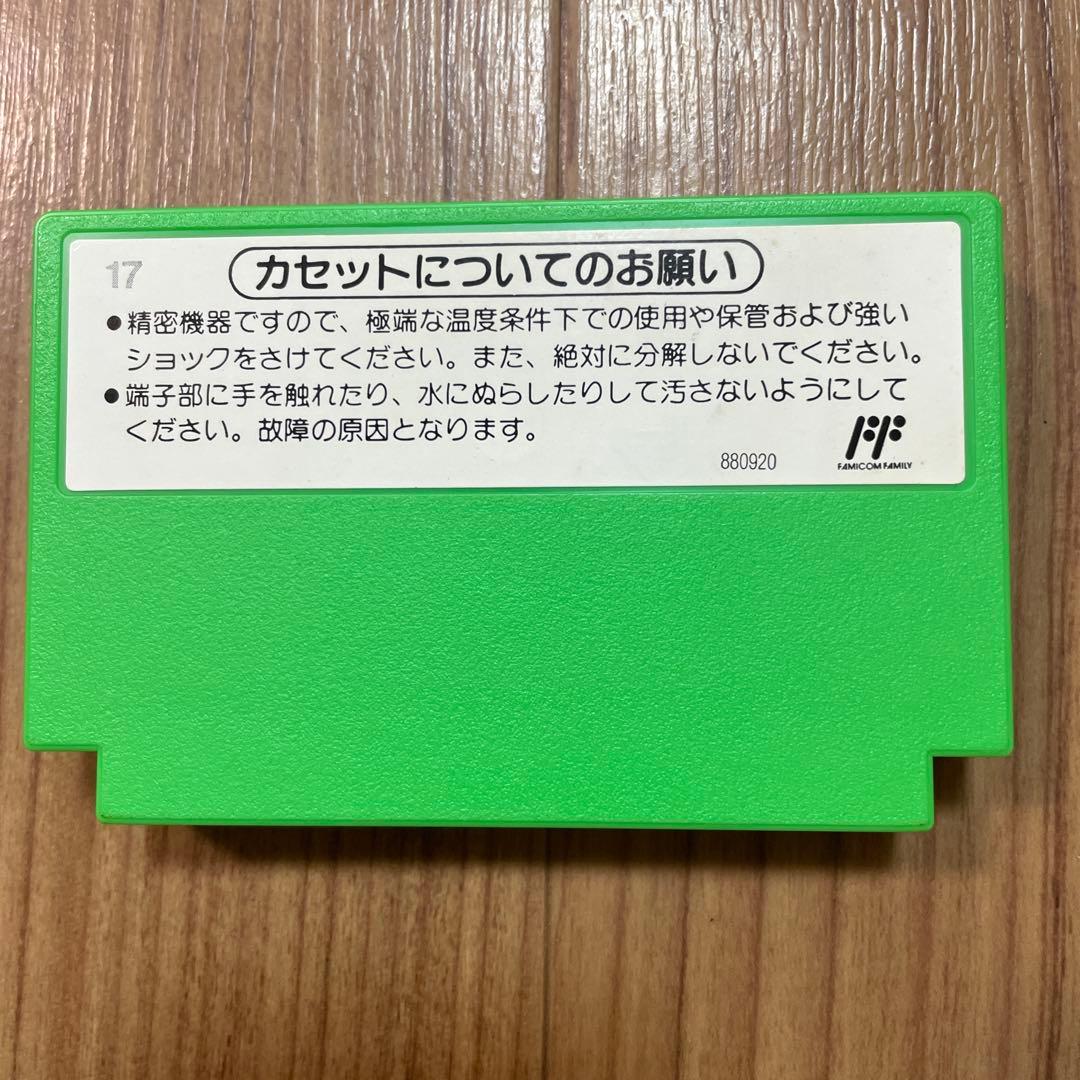 17
カセットについてのお願い
●精密機器ですので、極端な温度条件下での使用や保管および強い
ショックをさけてください。また、絶対に分解しないでください。
●端子部に手を触れたり、水にぬらしたりして汚さないようにして
ください。故障の原因となります。
880920
FAMICOM FAMILY